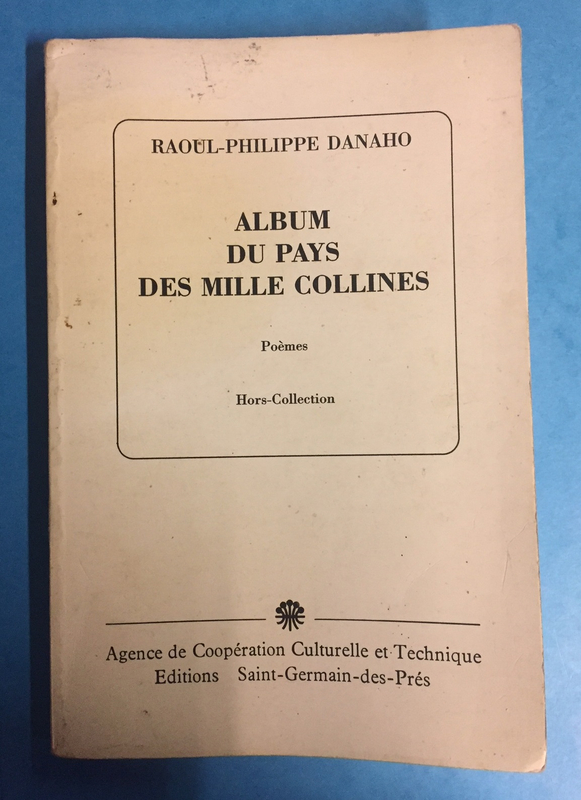 RAOUL-PHILIPPE DANAHO
ALBUM
DU PAYS
DES MILLE COLLINES
Poèmes
Hors-Collection
Agence de Coopération Culturelle et Technique
Editions Saint-Germain-des-Prés